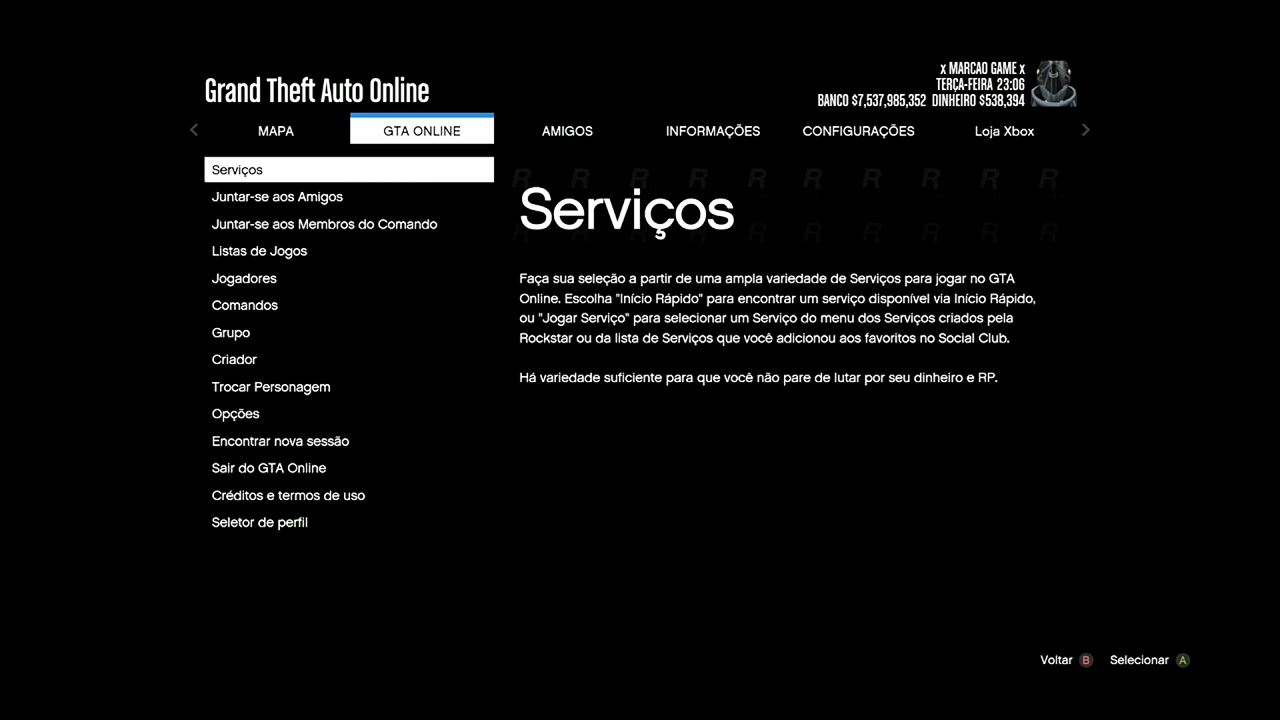 Grand Theft Auto Online
x MARCAO GAME x
TERÇA-FEIRA 23:06
BANCO $7,537,985,352 DINHEIRO $538,394
MAPA
GTA ONLINE
AMIGOS
INFORMAÇÕES
CONFIGURAÇÕES
Loja Xbox
Serviços
Juntar-se aos Amigos
Juntar-se aos Membros do Comando
Listas de Jogos
Jogadores
Comandos
Grupo
Criador
Trocar Personagem
Opções
Encontrar nova sessão
Sair do GTA Online
Créditos e termos de uso
Seletor de perfil
Serviços
Faça sua seleção a partir de uma ampla variedade de Serviços para jogar no GTA
Online. Escolha "Início Rápido" para encontrar um serviço disponível via Início Rápido,
ou "Jogar Serviço" para selecionar um Serviço do menu dos Serviços criados pela
Rockstar ou da lista de Serviços que você adicionou aos favoritos no Social Club.
Há variedade suficiente para que você não pare de lutar por seu dinheiro e RP.
Voltar B Selecionar A